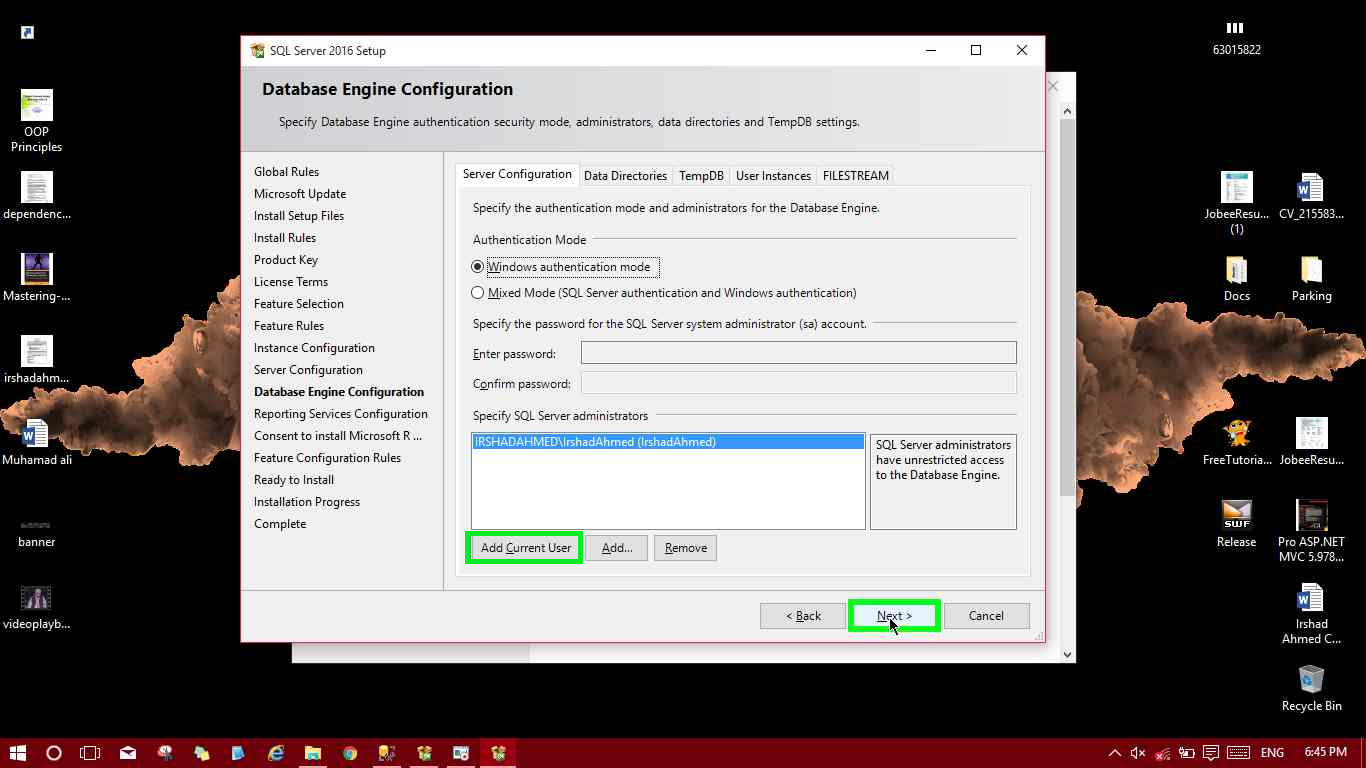 63015822
OOP
Principles
dependenc...
Mastering-...
irshadahm...
Muhamad ali
banner
videoplayb...
SQL Server 2016 Setup
Database Engine Configuration
Specify Database Engine authentication security mode, administrators, data directories and TempDB settings.
Global Rules
Microsoft Update
Install Setup Files
Install Rules
Product Key
License Terms
Feature Selection
Feature Rules
Instance Configuration
Server Configuration
Database Engine Configuration
Reporting Services Configuration
Consent to install Microsoft R ...
Feature Configuration Rules
Ready to Install
Installation Progress
Complete
Server Configuration Data Directories TempDB User Instances FILESTREAM
Specify the authentication mode and administrators for the Database Engine.
Authentication Mode
Windows authentication mode
Mixed Mode (SQL Server authentication and Windows authentication)
Specify the password for the SQL Server system administrator (sa) account.
Enter password:
Confirm password:
Specify SQL Server administrators
IRSHADAHMED\IrshadAhmed (IrshadAhmed)
SQL Server administrators
have unrestricted access
to the Database Engine.
Add Current User Add... Remove
< Back Next > Cancel
JobeeResu...
(1)
CV_215583...
Docs
Parking
FreeTutoria...
JobeeResu...
SWF
Release
Pro ASP.NET
MVC 5.978...
Irshad
Ahmed C...
Recycle Bin
ENG 6:45 PM